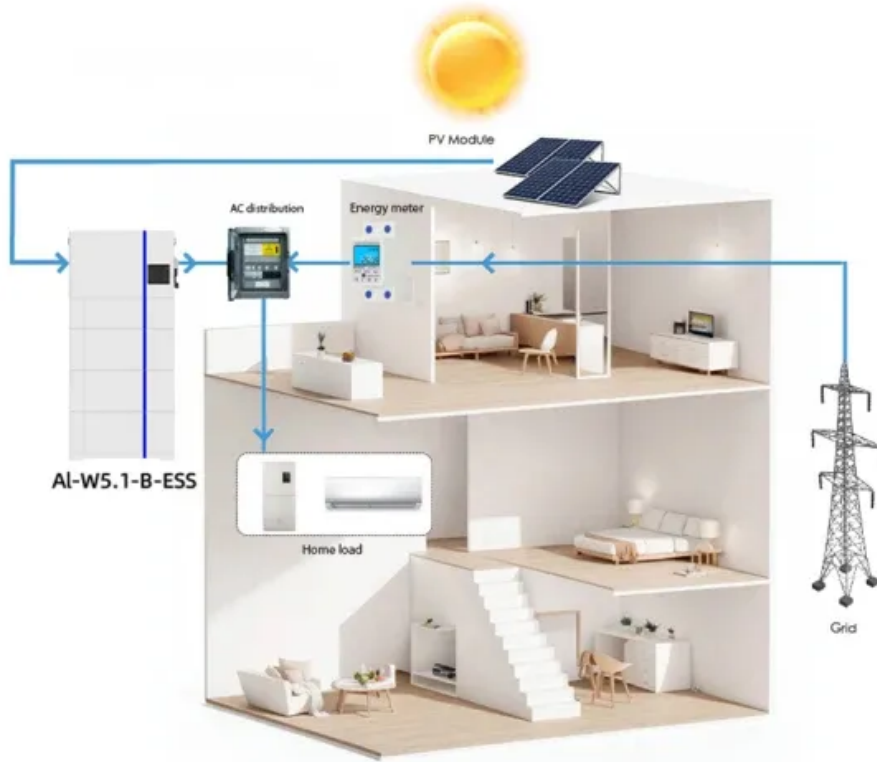 PV Module
AC distribution
Energy meter
Al-W5.1-B-ESS
Home load
Grid